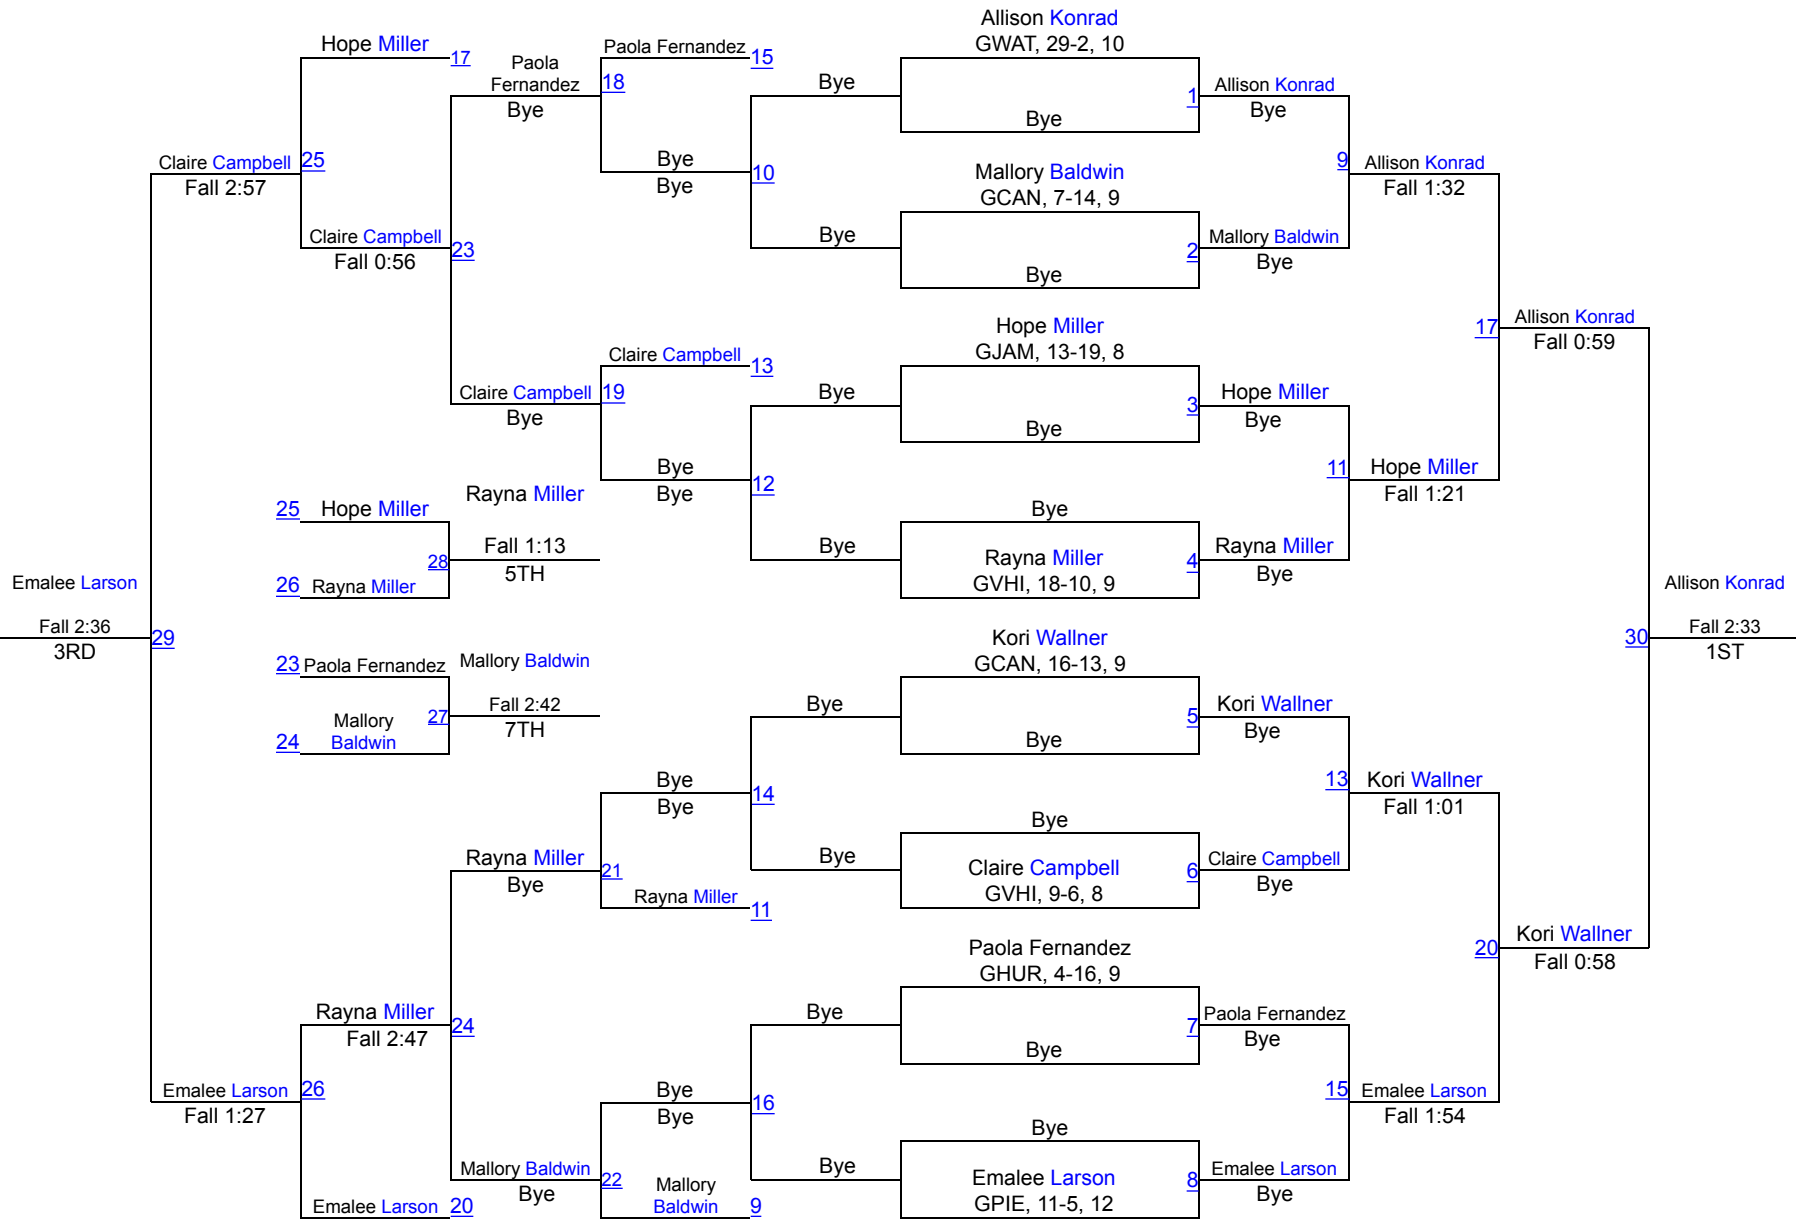 Allison Konrad
GWAT, 29-2, 10
Hope Miller
17
Paola
Fernandez
Bye
Paola Fernandez
15
18
Bye
Bye
1
Allison Konrad
Bye
Claire Campbell
Fall 2:57
25
Bye
Bye
10
Mallory Baldwin
GCAN, 7-14, 9
9
Allison Konrad
Fall 1:32
Claire Campbell
Fall 0:56
23
Bye
Bye
2
Mallory Baldwin
Bye
Hope Miller
GJAM, 13-19, 8
17
Allison Konrad
Fall 0:59
Claire Campbell
13
Claire Campbell
Bye
19
Bye
Bye
3
Hope Miller
Bye
Bye
Bye
12
11
Hope Miller
Fall 1:21
25
Hope Miller
Rayna Miller
Fall 1:13
5TH
28
26
Rayna Miller
Bye
Bye
Rayna Miller
GVHI, 18-10, 9
4
Rayna Miller
Bye
Emalee Larson
Fall 2:36
3RD
29
Allison Konrad
Fall 2:33
1ST
30
Kori Wallner
GCAN, 16-13, 9
23
Paola Fernandez
Mallory Baldwin
Fall 2:42
7TH
27
24
Mallory
Baldwin
Bye
Bye
5
Kori Wallner
Bye
Bye
Bye
14
13
Kori Wallner
Fall 1:01
Rayna Miller
Bye
21
Rayna Miller
11
Bye
Bye
Claire Campbell
GVHI, 9-6, 8
6
Claire Campbell
Bye
Paola Fernandez
GHUR, 4-16, 9
20
Kori Wallner
Fall 0:58
Rayna Miller
Fall 2:47
24
Bye
Bye
7
Paola Fernandez
Bye
Emalee Larson
Fall 1:27
26
Bye
Bye
16
15
Emalee Larson
Fall 1:54
Mallory Baldwin
Bye
22
Mallory
Baldwin
9
Bye
Bye
Emalee Larson
GPIE, 11-5, 12
8
Emalee Larson
Bye
Emalee Larson
20